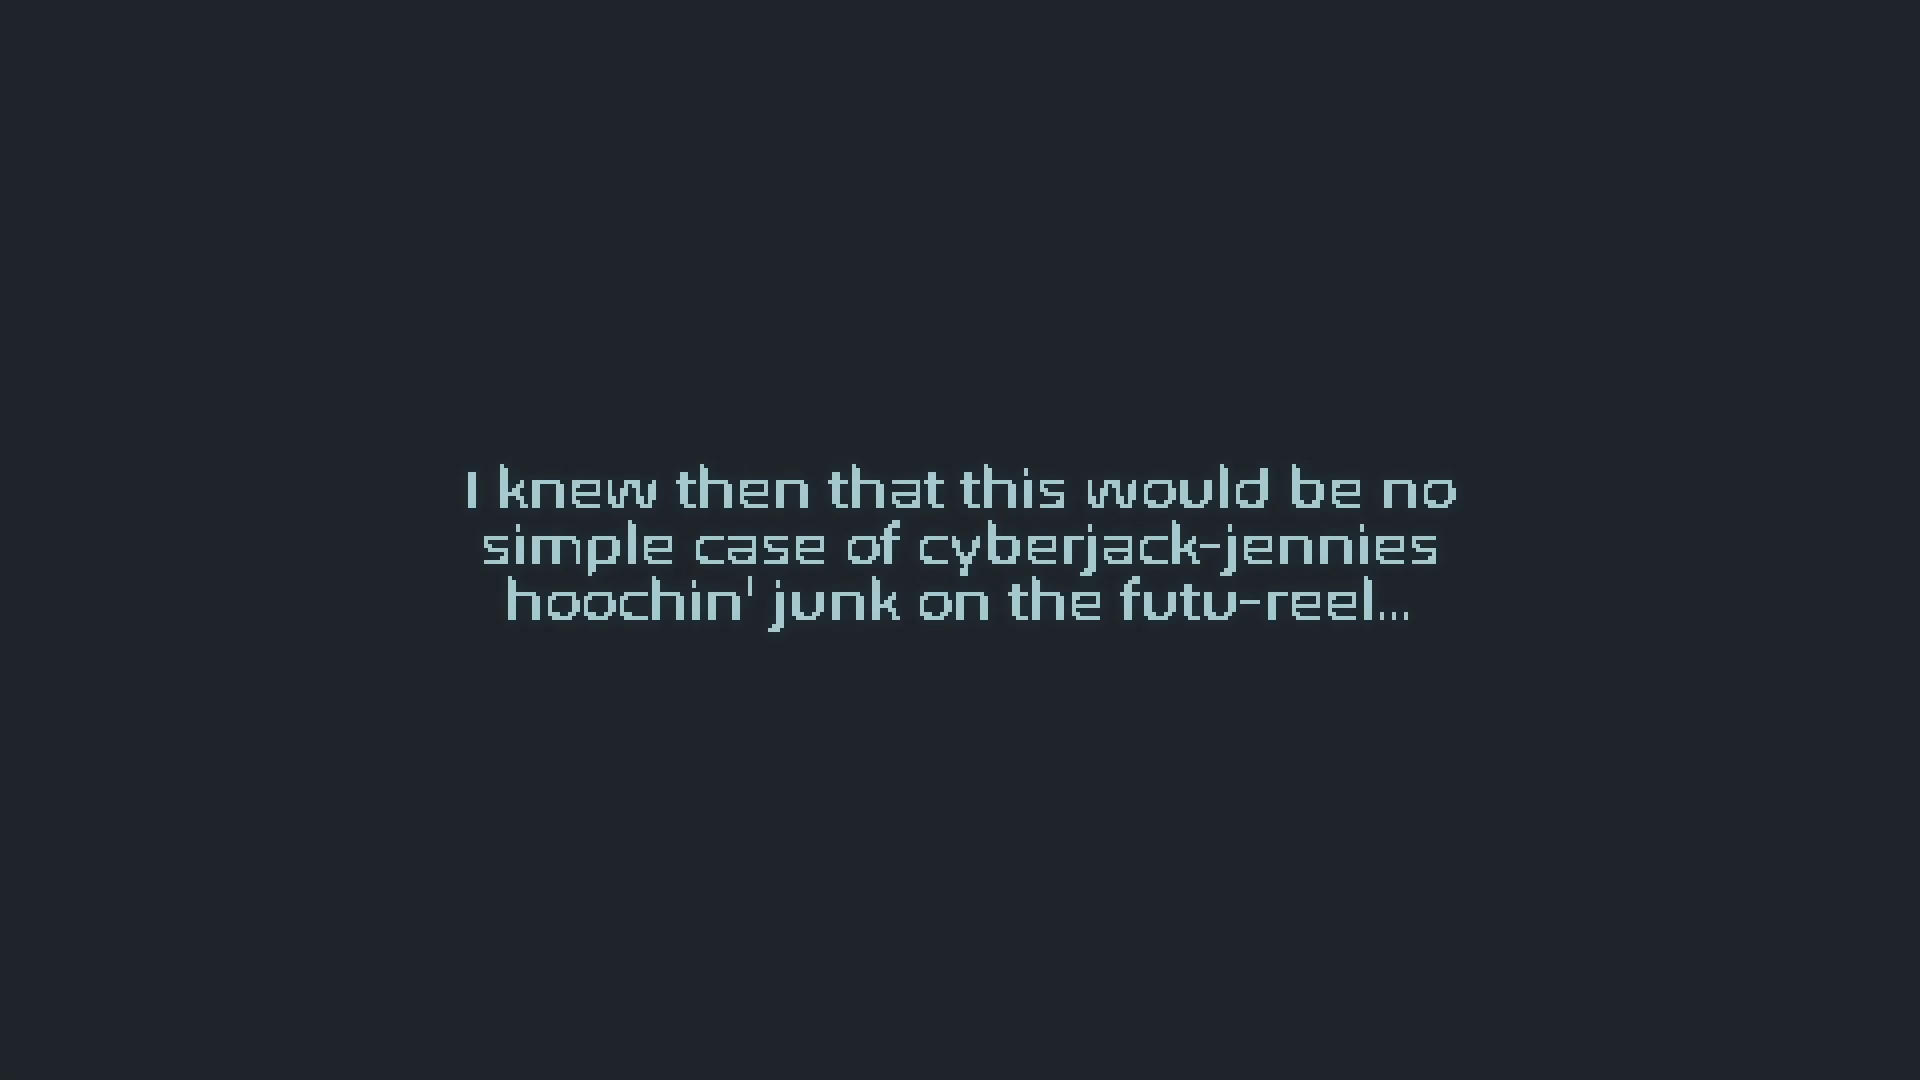 I knew then that this would be no
simple case of cyberjack-jennies
hoochin' junk on the futu-reel...